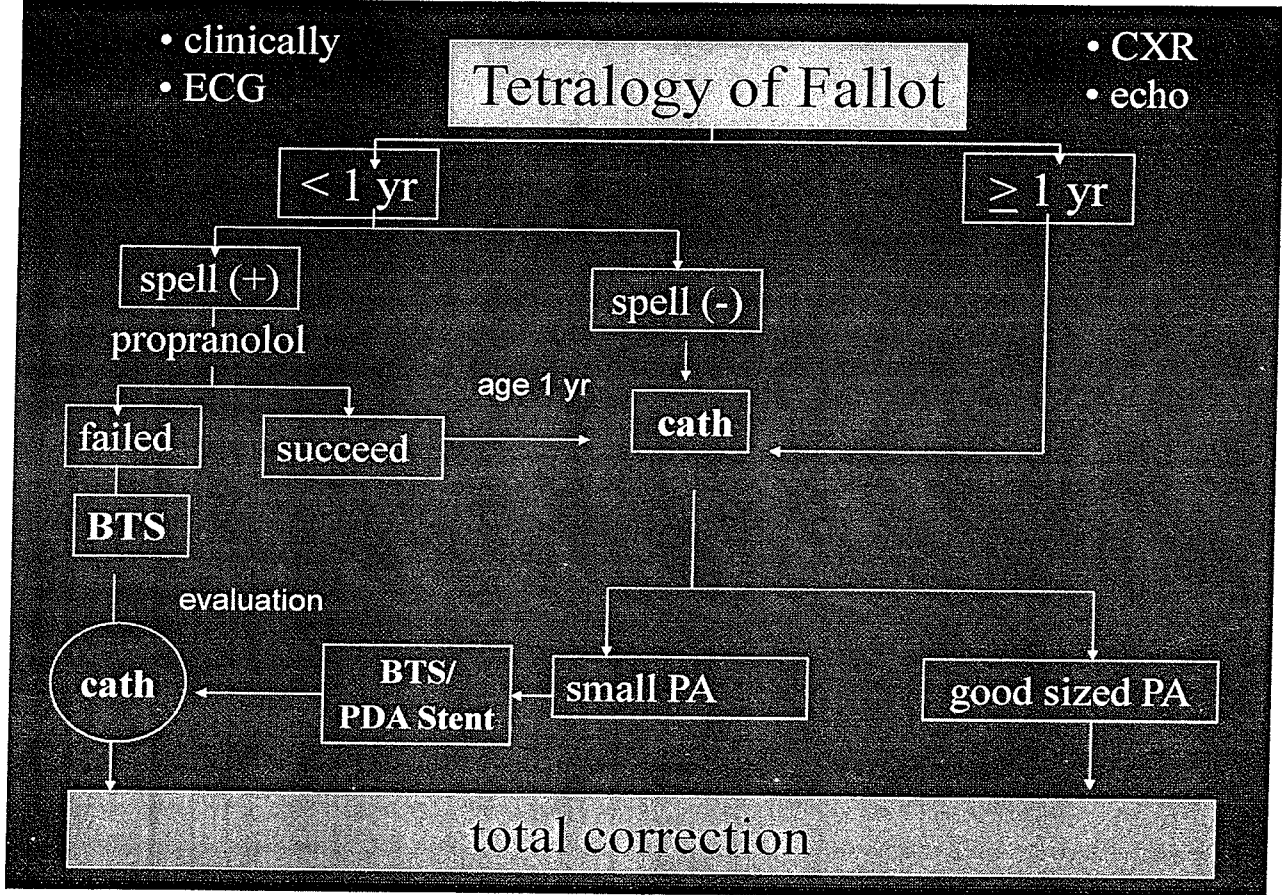 • clinically
• ECG
Tetralogy of Fallot
• CXR
• echo
< 1 yr
≥ 1 yr
spell (+)
spell (-)
propranolol
age 1 yr
cath
failed
succeed
BTS
evaluation
cath
BTS/
PDA Stent
small PA
good sized PA
total correction